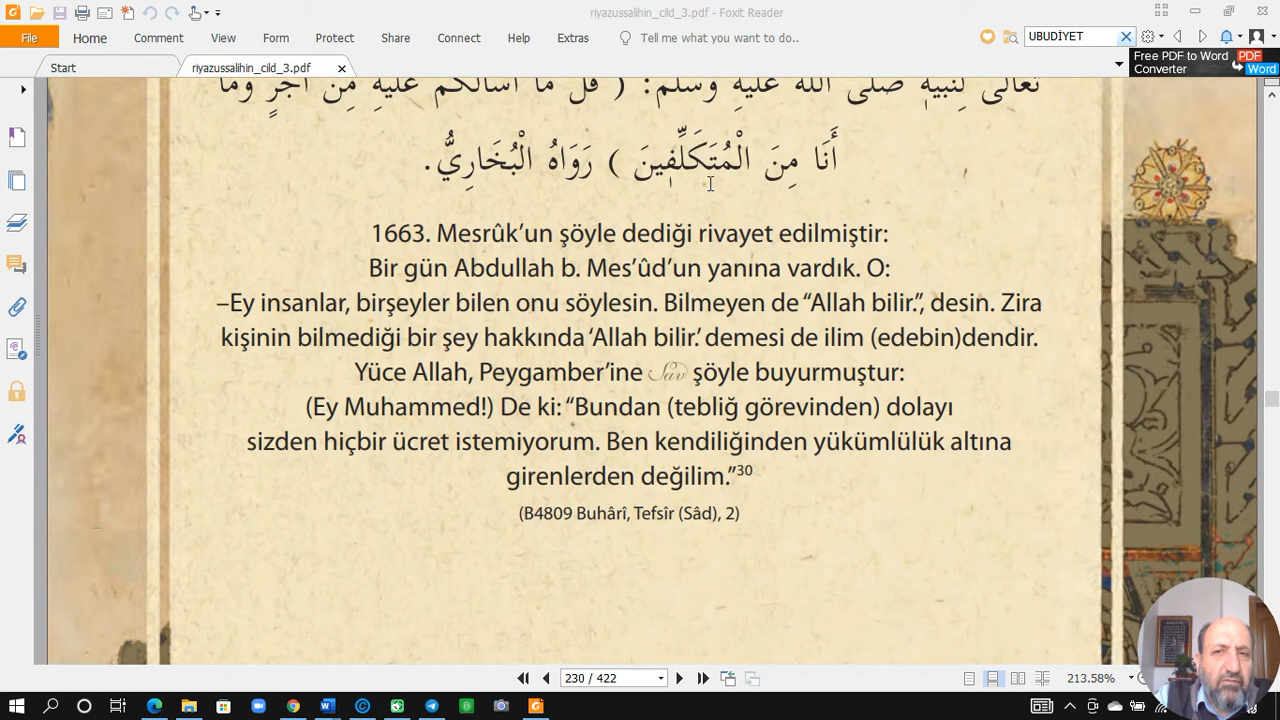 riyazussalihin_cild_3.pdf - Foxit Reader
File Home Comment View Form Protect Share Connect Help Extras Tell me what you want to do.. UBUDİYET
Start riyazussalihin_cild_3.pdf
Free PDF to Word Converter
PDF Word
تَعَالَى لِنَبِيِّهِ صَلَّى اللّٰهُ عَلَيْهِ وَسَلَّمَ: ( قُلْ مَا أَسْأَلُكُمْ عَلَيْهِ مِنْ أَجْرٍ وَمَا
أَنَا مِنَ الْمُتَكَلِّفِينَ ) رَوَاهُ الْبُخَارِيُّ.
1663. Mesrûk’un şöyle dediği rivayet edilmiştir:
Bir gün Abdullah b. Mes’ûd’un yanına vardık. O:
–Ey insanlar, birşeyler bilen onu söylesin. Bilmeyen de “Allah bilir.”, desin. Zira
kişinin bilmediği bir şey hakkında ‘Allah bilir.’ demesi de ilim (edebin)dendir.
Yüce Allah, Peygamber’ine Sav şöyle buyurmuştur:
(Ey Muhammed!) De ki: “Bundan (tebliğ görevinden) dolayı
sizden hiçbir ücret istemiyorum. Ben kendiliğinden yükümlülük altına
girenlerden değilim.”30
(B4809 Buhârî, Tefsîr (Sâd), 2)
230 / 422
213.58%